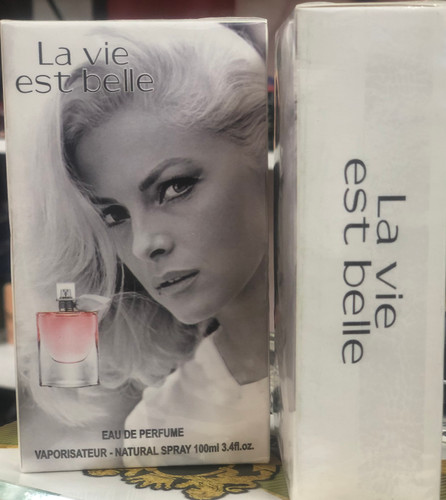 La vie
est belle
EAU DE PERFUME
VAPORISATEUR - NATURAL SPRAY 100ml 3.4fl.oz.
La vie
est belle